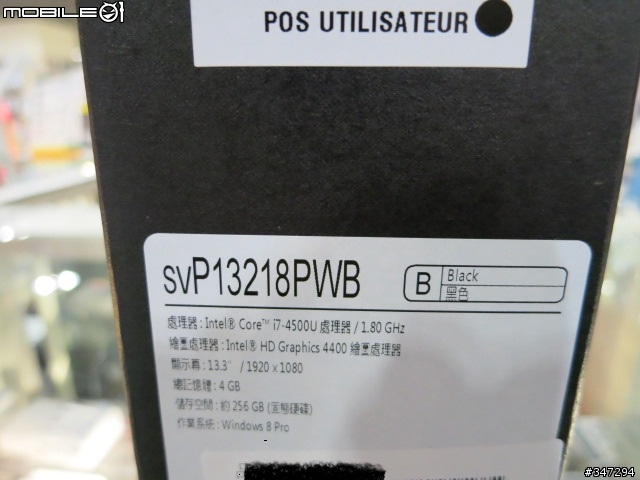 MOBILE01
POS UTILISATEUR
svP13218PWB
B
Black
黑色
處理器 : Intel® Core™ i7-4500U 處理器 / 1.80 GHz
繪圖處理器 : Intel® HD Graphics 4400 繪圖處理器
顯示幕 : 13.3" / 1920 x 1080
總記憶體 : 4 GB
儲存空間 : 約 256 GB (固態硬碟)
作業系統 : Windows 8 Pro
#347294